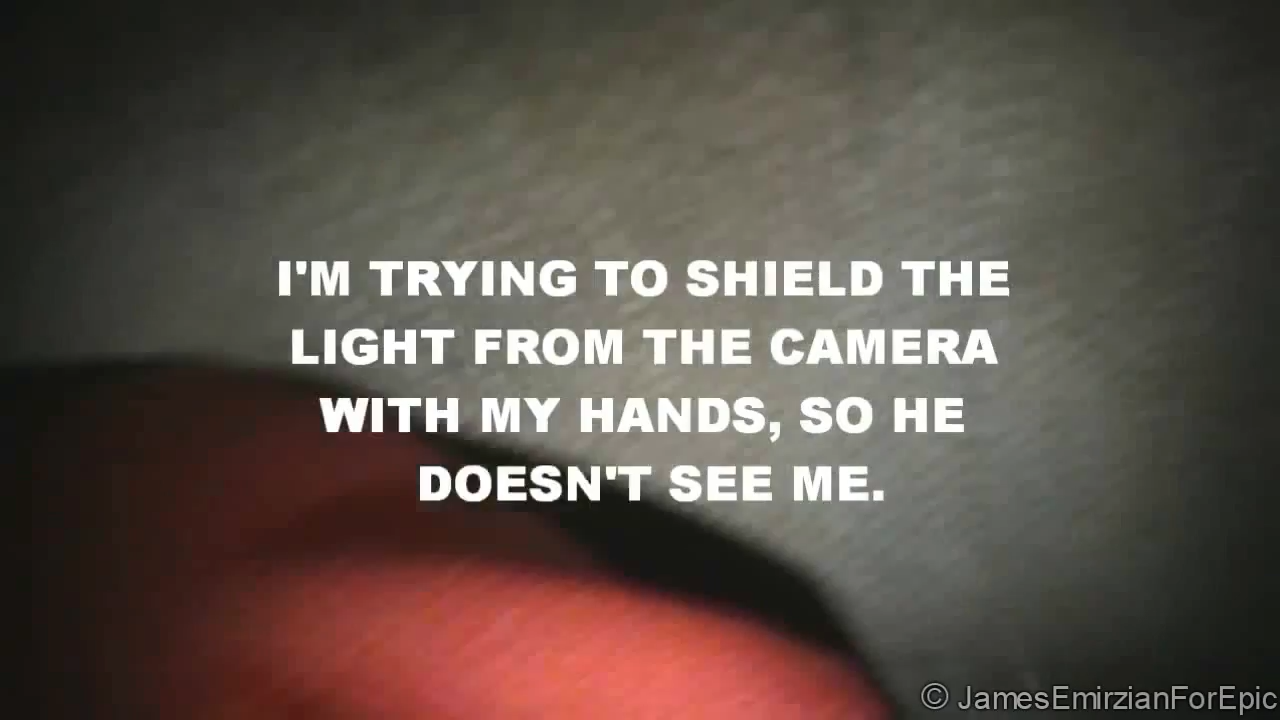 I'M TRYING TO SHIELD THE
LIGHT FROM THE CAMERA
WITH MY HANDS, SO HE
DOESN'T SEE ME.
© JamesEmirzianForEpic